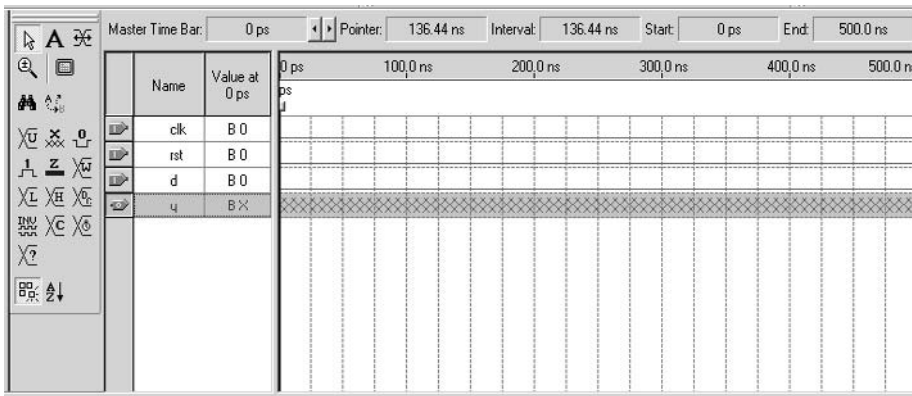 Master Time Bar: 0 ps Pointer: 136.44 ns Interval: 136.44 ns Start: 0 ps End: 500.0 ns
A
Name
Value at
0 ps
0 ps 100.0 ns 200.0 ns 300.0 ns 400.0 ns 500.0 n
ps
clk B 0
rst B 0
d B 0
q B X